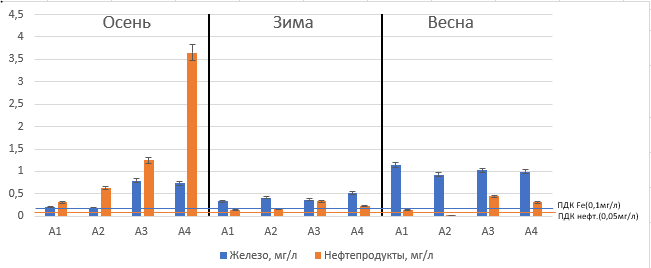 Осень Зима Весна
4,5
4
3,5
3
2,5
2
1,5
1
0,5
0
ПДК Fe(0,1мг/л)
ПДК нефт.(0,05мг/л)
А1 А2 А3 А4 А1 А2 А3 А4 А1 А2 А3 А4
Железо, мг/л Нефтепродукты, мг/л